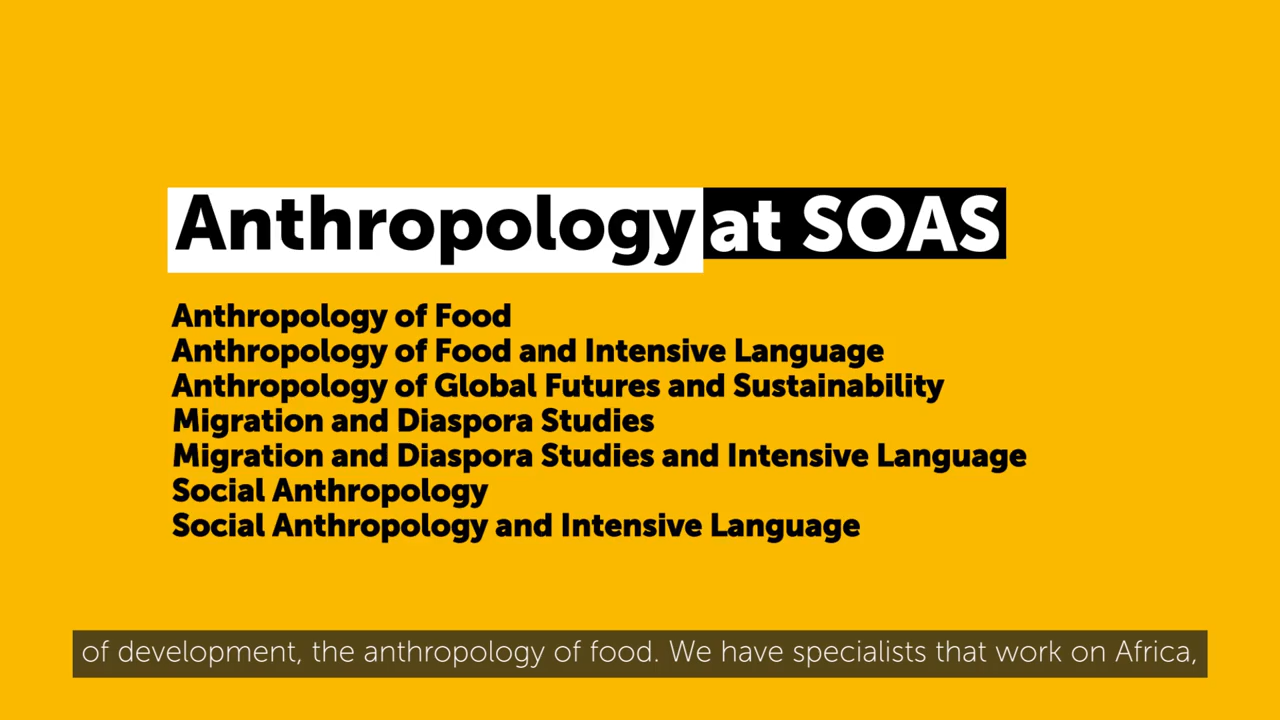 Anthropology at SOAS
Anthropology of Food
Anthropology of Food and Intensive Language
Anthropology of Global Futures and Sustainability
Migration and Diaspora Studies
Migration and Diaspora Studies and Intensive Language
Social Anthropology
Social Anthropology and Intensive Language
of development, the anthropology of food. We have specialists that work on Africa,